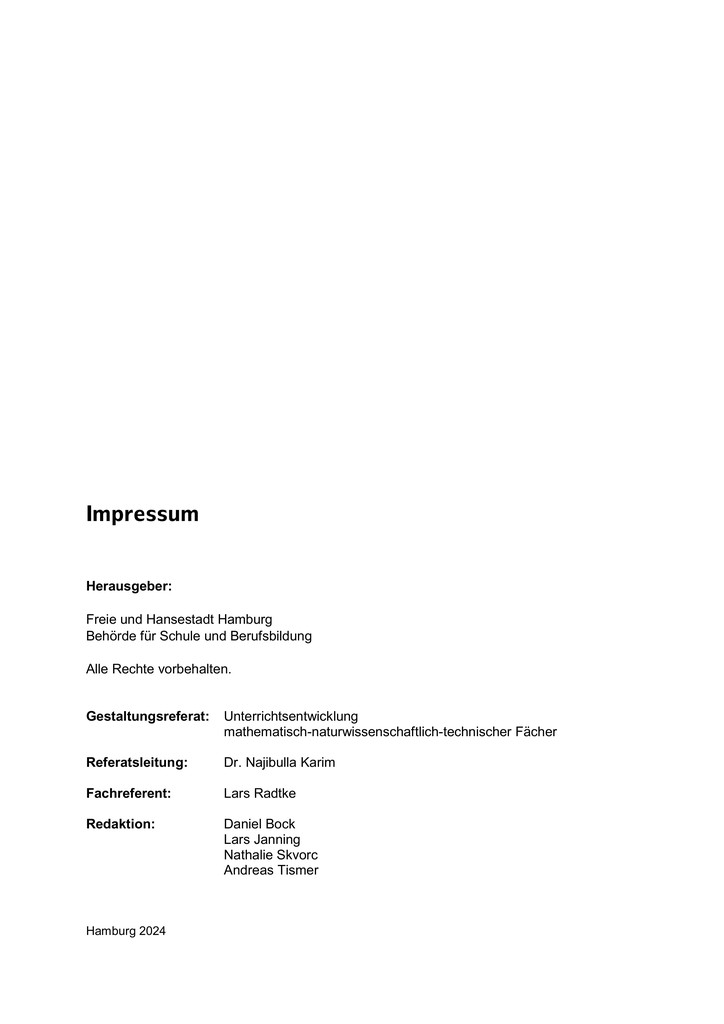 Impressum
Herausgeber:
Freie und Hansestadt Hamburg
Behörde für Schule und Berufsbildung
Alle Rechte vorbehalten.
Gestaltungsreferat: Unterrichtsentwicklung
mathematisch-naturwissenschaftlich-technischer Fächer
Referatsleitung: Dr. Najibulla Karim
Fachreferent: Lars Radtke
Redaktion: Daniel Bock
Lars Janning
Nathalie Skvorc
Andreas Tismer
Hamburg 2024